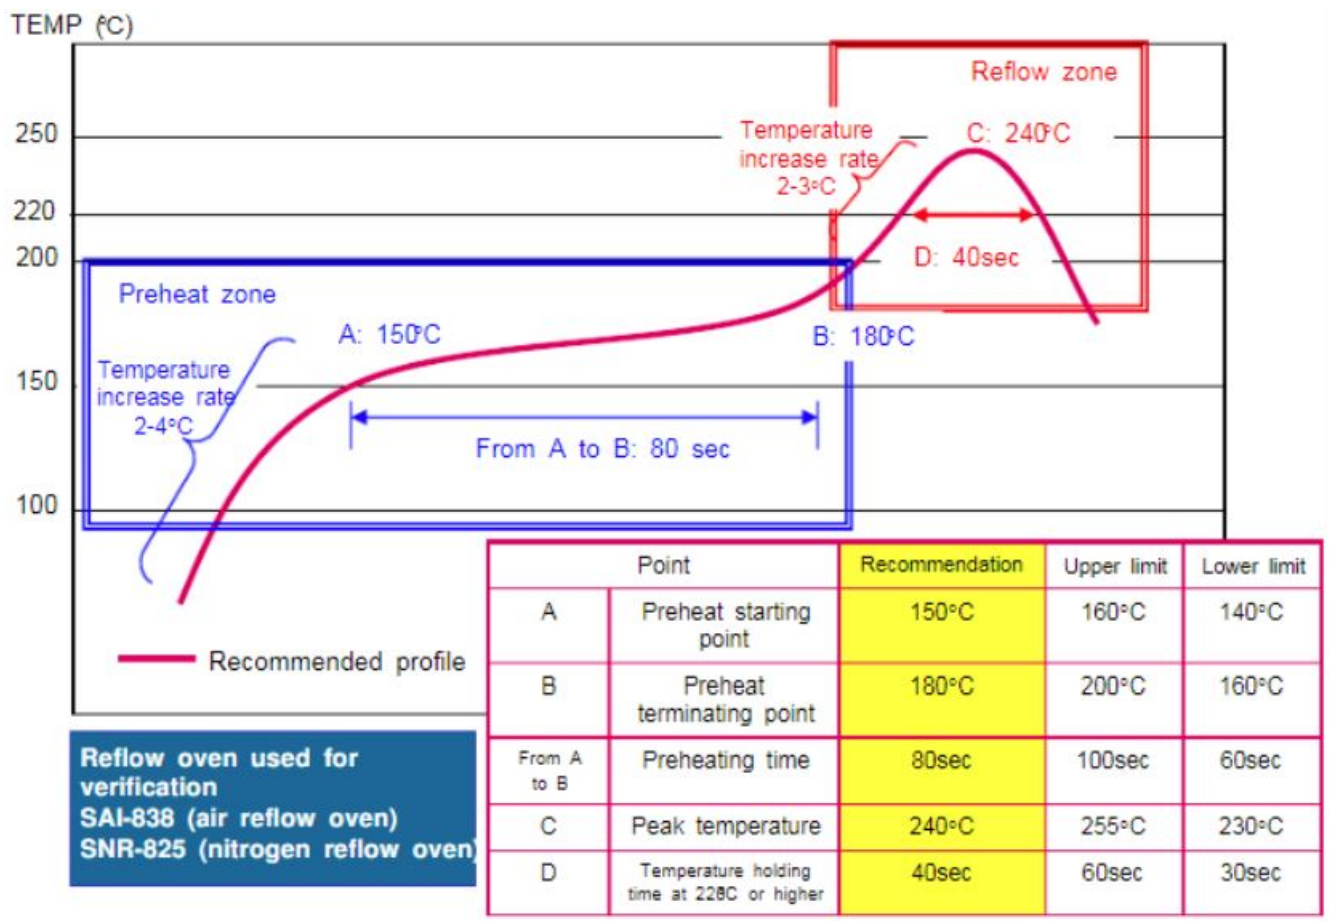 TEMP (°C)
Reflow zone
250
Temperature
increase rate
2-3°C
C: 240°C
220
200
D: 40sec
Preheat zone
A: 150°C
B: 180°C
Temperature
increase rate
2-4°C
150
From A to B: 80 sec
100
Recommended profile
Point Recommendation Upper limit Lower limit
A Preheat starting point 150°C 160°C 140°C
B Preheat terminating point 180°C 200°C 160°C
From A to B Preheating time 80sec 100sec 60sec
C Peak temperature 240°C 255°C 230°C
D Temperature holding time at or higher 40sec 60sec 30sec
Reflow oven used for
verification
SAI-838 (air reflow oven)
SNR-825 (nitrogen reflow oven)